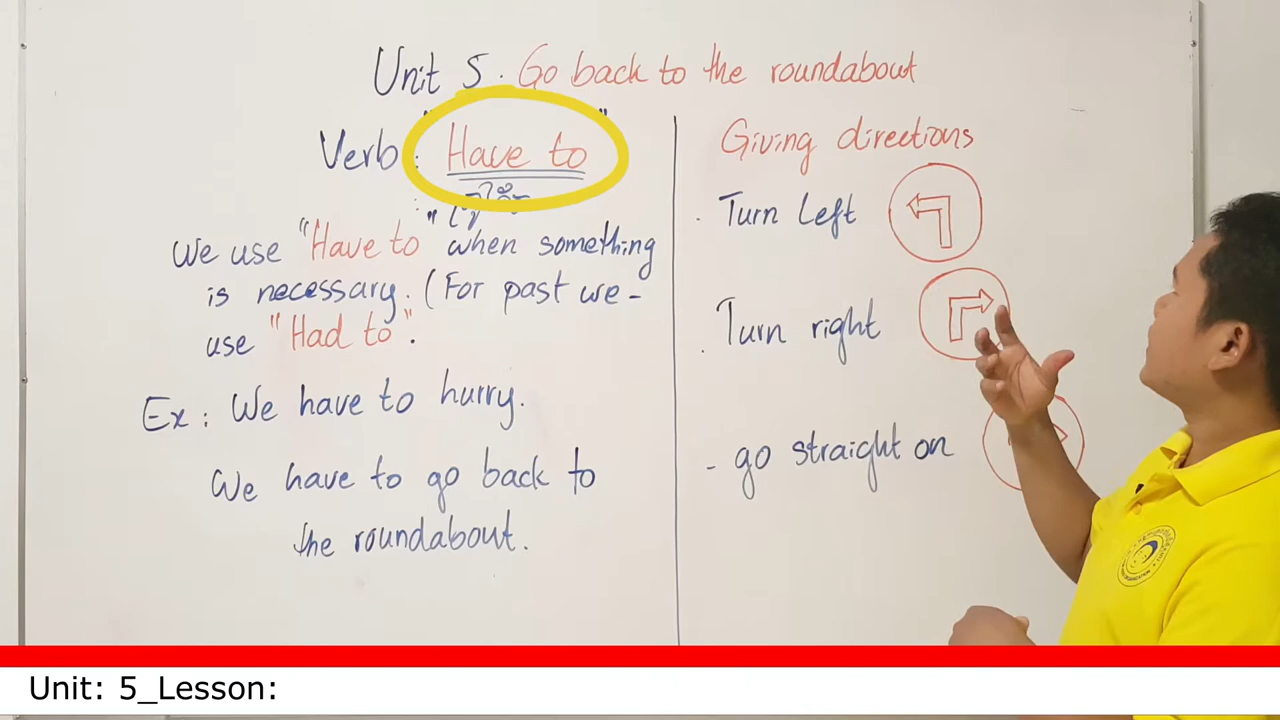 Unit 5. Go back to the roundabout
Verb : Have to
We use "Have to" when something
is necessary. (For past we-
use "Had to".
Ex: We have to hurry.
We have to go back to
the roundabout.
Giving directions
Turn left
Turn right
- go straight on
Unit: 5_Lesson: